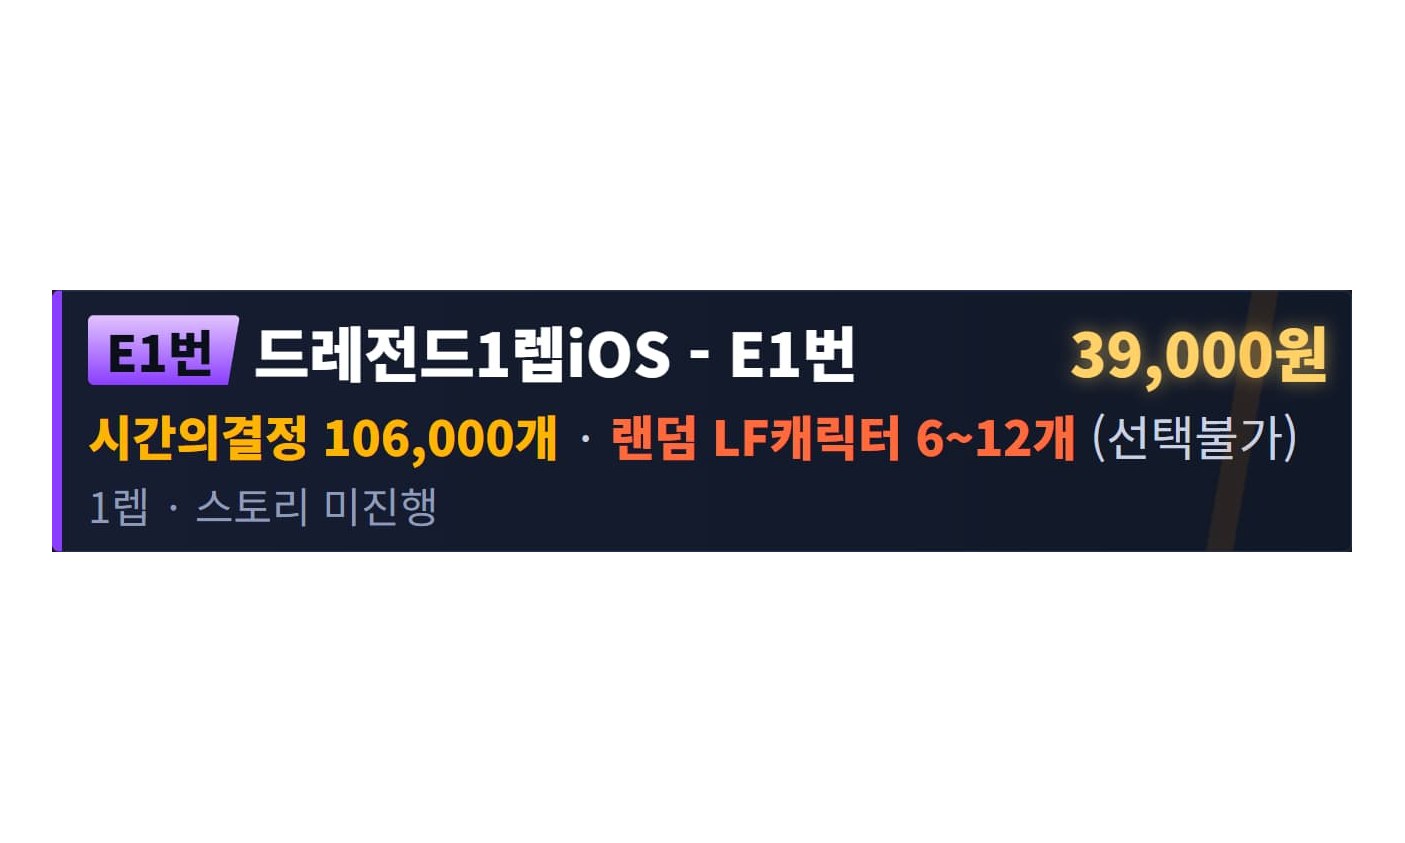 E1번 드레전드1렙iOS - E1번 39,000원
시간의결정 106,000개 · 랜덤 LF캐릭터 6~12개 (선택불가)
1렙 · 스토리 미진행